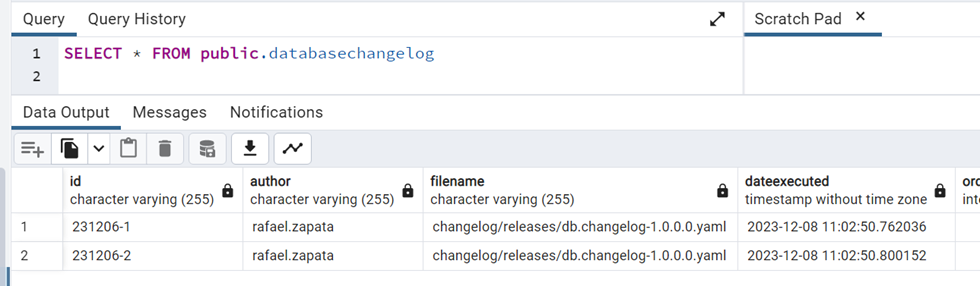 Query Query History Scratch Pad ×
1 SELECT * FROM public.databasechangelog
2
Data Output Messages Notifications
id author filename dateexecuted ord
character varying (255) character varying (255) character varying (255) timestamp without time zone inte
1 231206-1 rafael.zapata changelog/releases/db.changelog-1.0.0.0.yaml 2023-12-08 11:02:50.762036
2 231206-2 rafael.zapata changelog/releases/db.changelog-1.0.0.0.yaml 2023-12-08 11:02:50.800152